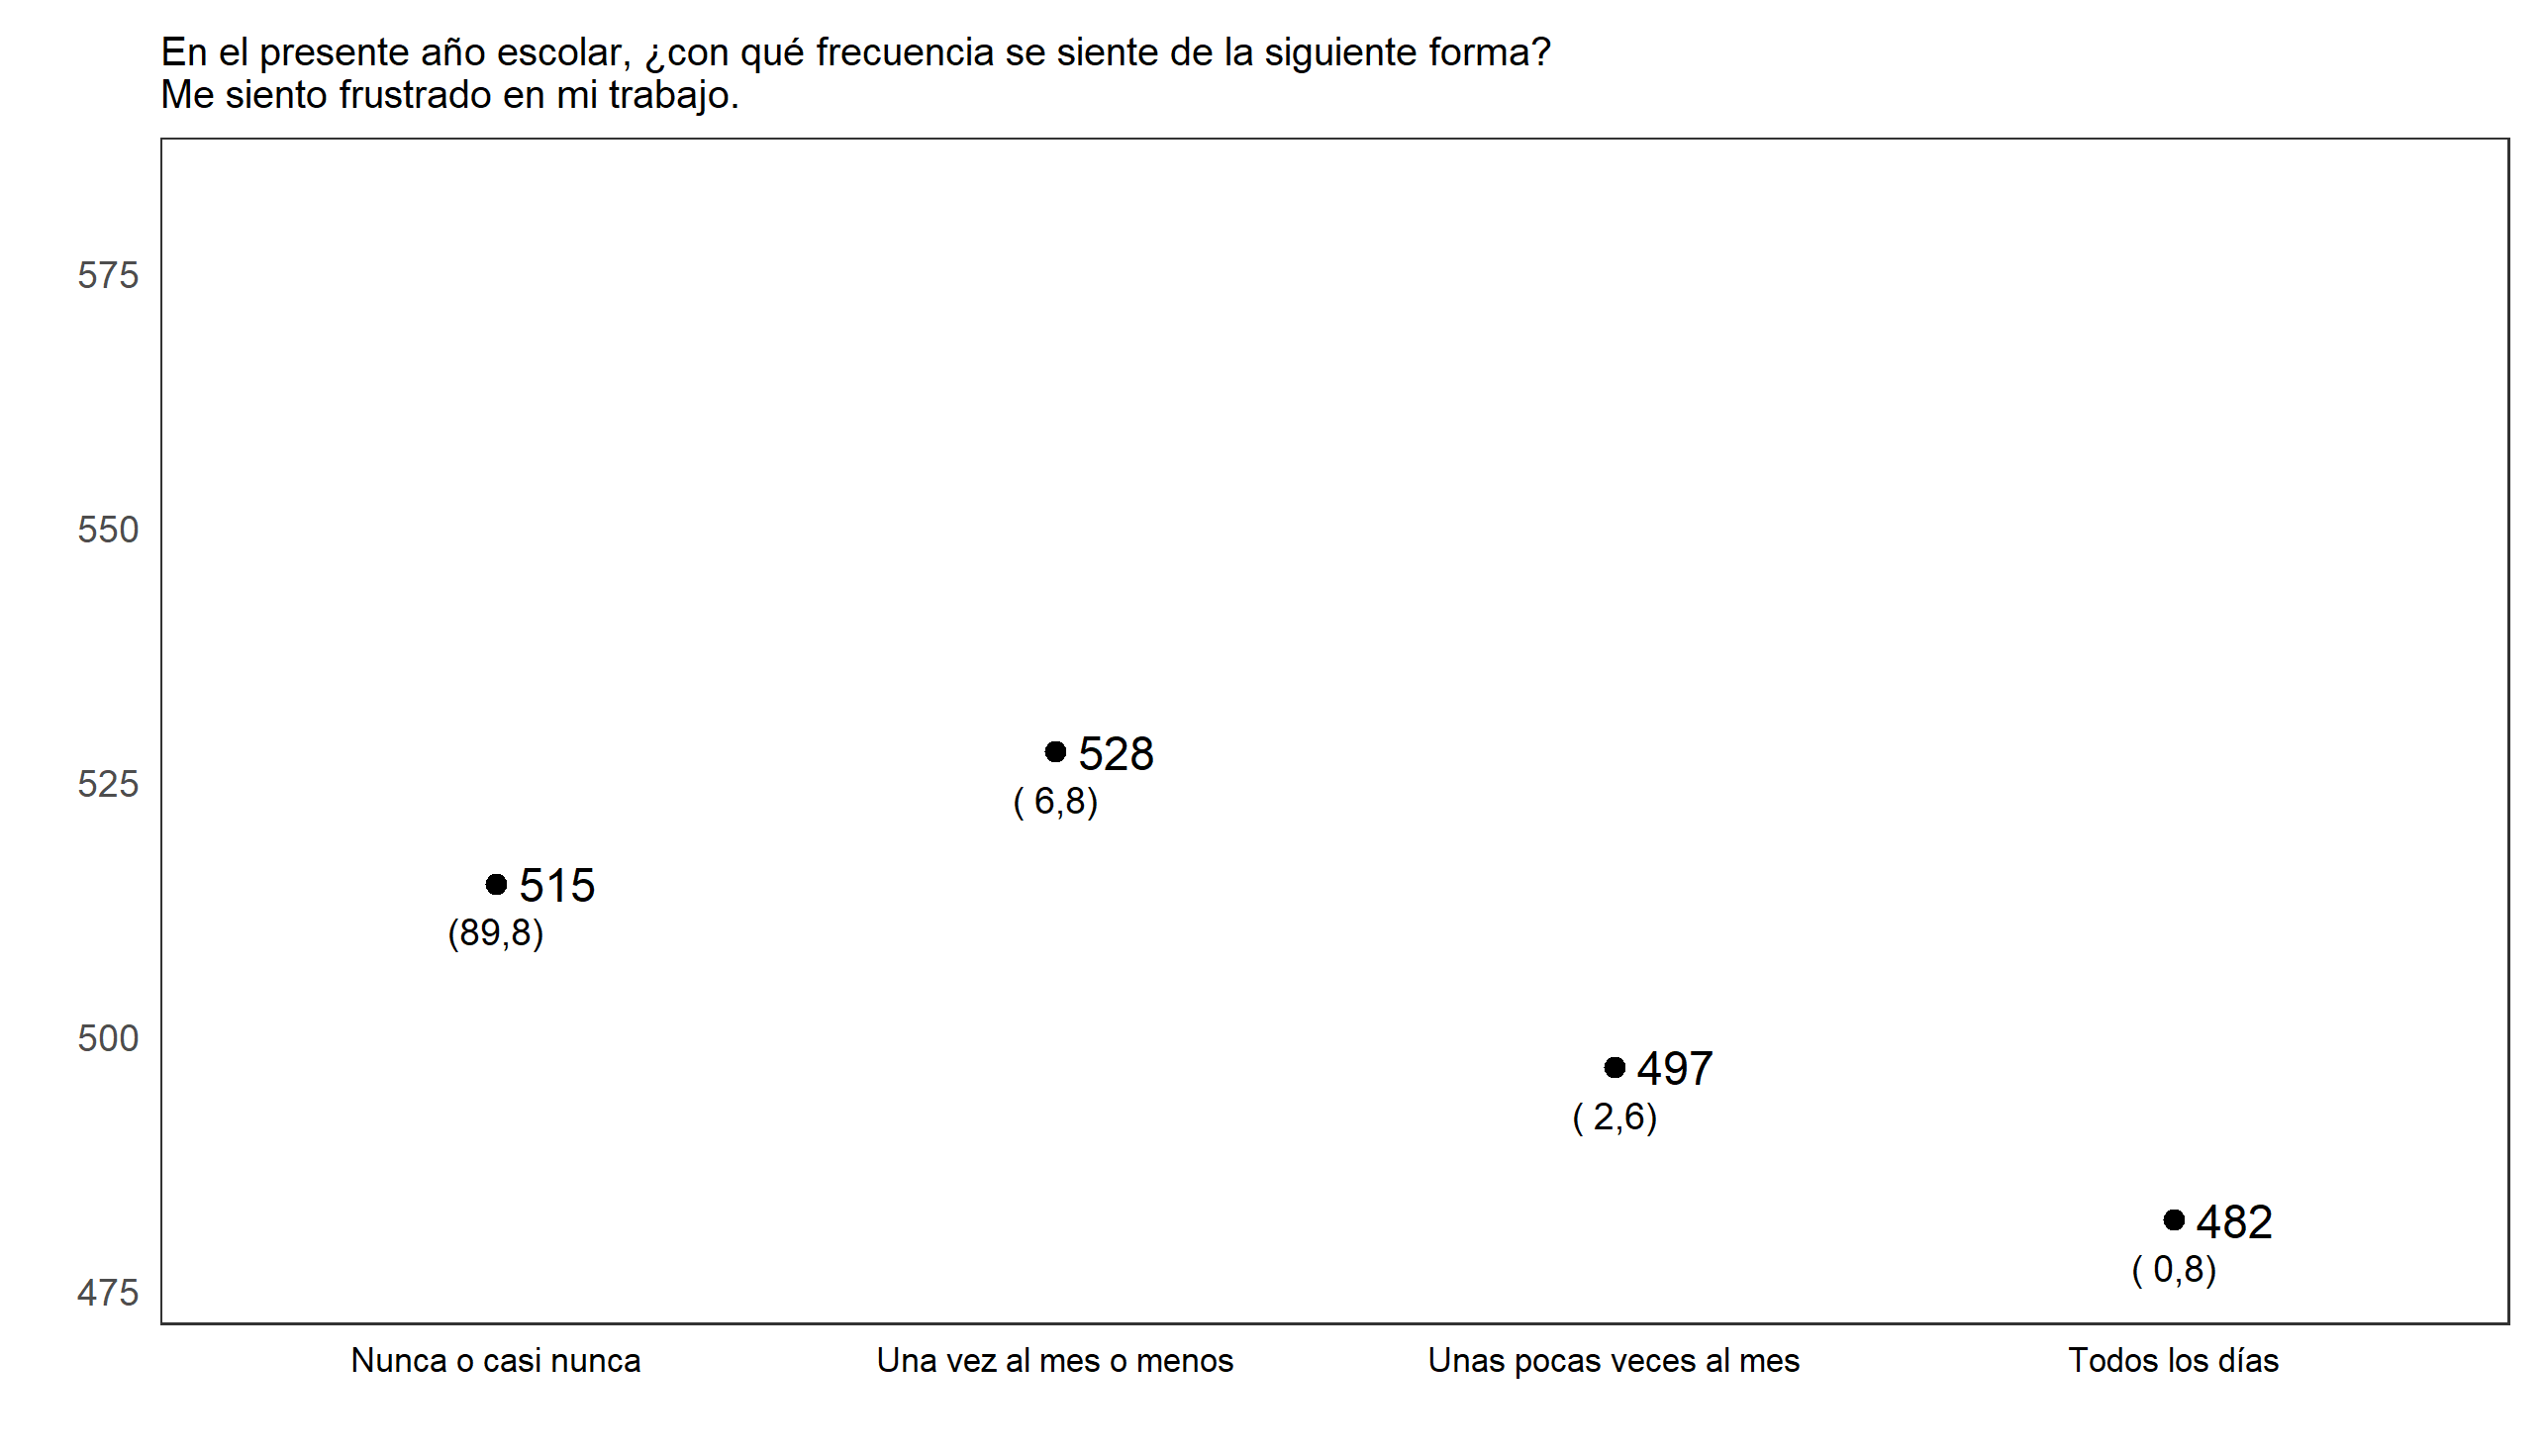 En el presente año escolar, ¿con qué frecuencia se siente de la siguiente forma?
Me siento frustrado en mi trabajo.
575
550
525
500
475
528
( 6,8)
515
(89,8)
497
( 2,6)
482
( 0,8)
Nunca o casi nunca
Una vez al mes o menos
Unas pocas veces al mes
Todos los días